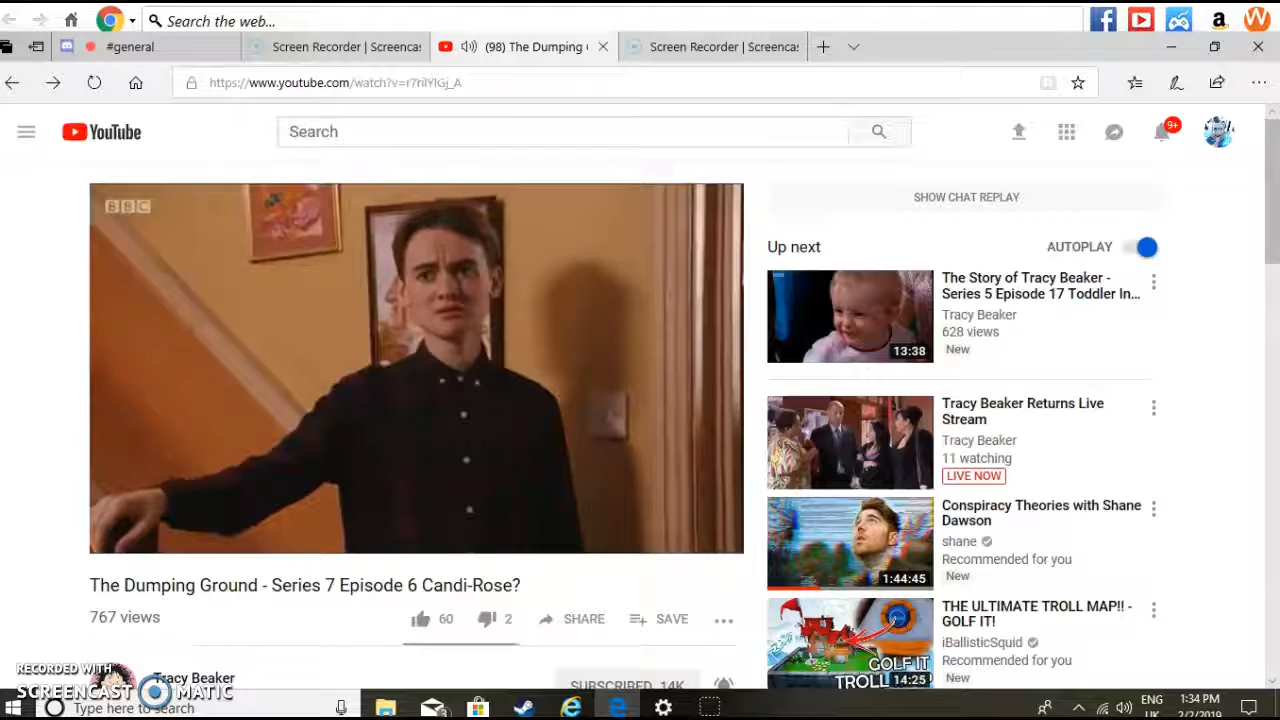 Search the web...
#general
Screen Recorder | Screencas
(98) The Dumping
Screen Recorder | Screencas
https://www.youtube.com/watch?v=r7rilYlGj_A
YouTube
Search
9+
BBC
SHOW CHAT REPLAY
Up next
AUTOPLAY
The Story of Tracy Beaker -
Series 5 Episode 17 Toddler In...
Tracy Beaker
628 views
New
13:38
Tracy Beaker Returns Live
Stream
Tracy Beaker
11 watching
LIVE NOW
Conspiracy Theories with Shane
Dawson
shane
Recommended for you
New
1:44:45
THE ULTIMATE TROLL MAP!! -
GOLF IT!
iBallisticSquid
Recommended for you
New
GOLF IT
TROLL
14:25
The Dumping Ground - Series 7 Episode 6 Candi-Rose?
767 views
60
2
SHARE
SAVE
Tracy Beaker
SUBSCRIBED 14K
RECORDED WITH
SCREENCAST MATIC
Type here to search
ENG
UK
1:34 PM
2/2/2019